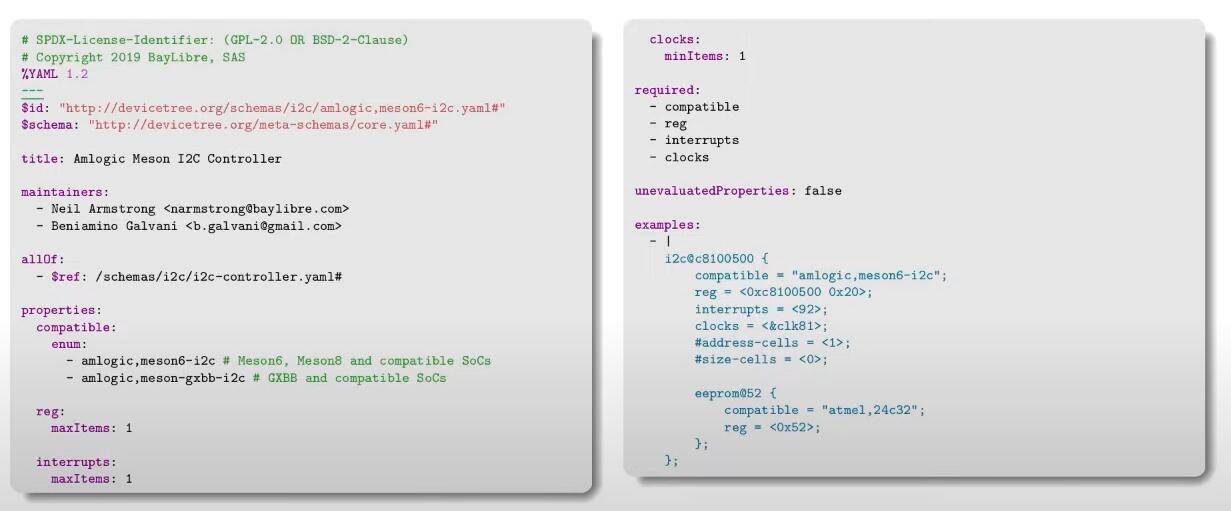 # SPDX-License-Identifier: (GPL-2.0 OR BSD-2-Clause)
# Copyright 2019 BayLibre, SAS
%YAML 1.2
---
$id: "http://devicetree.org/schemas/i2c/amlogic,meson6-i2c.yaml#"
$schema: "http://devicetree.org/meta-schemas/core.yaml#"

title: Amlogic Meson I2C Controller

maintainers:
  - Neil Armstrong <narmstrong@baylibre.com>
  - Beniamino Galvani <b.galvani@gmail.com>

allOf:
  - $ref: /schemas/i2c/i2c-controller.yaml#

properties:
  compatible:
    enum:
      - amlogic,meson6-i2c # Meson6, Meson8 and compatible SoCs
      - amlogic,meson-gxbb-i2c # GXBB and compatible SoCs

  reg:
    maxItems: 1

  interrupts:
    maxItems: 1

  clocks:
    minItems: 1

required:
  - compatible
  - reg
  - interrupts
  - clocks

unevaluatedProperties: false

examples:
  - |
    i2c@c8100500 {
        compatible = "amlogic,meson6-i2c";
        reg = <0xc8100500 0x20>;
        interrupts = <92>;
        clocks = <&clk81>;
        #address-cells = <1>;
        #size-cells = <0>;

        eeprom@52 {
            compatible = "atmel,24c32";
            reg = <0x52>;
        };
    };